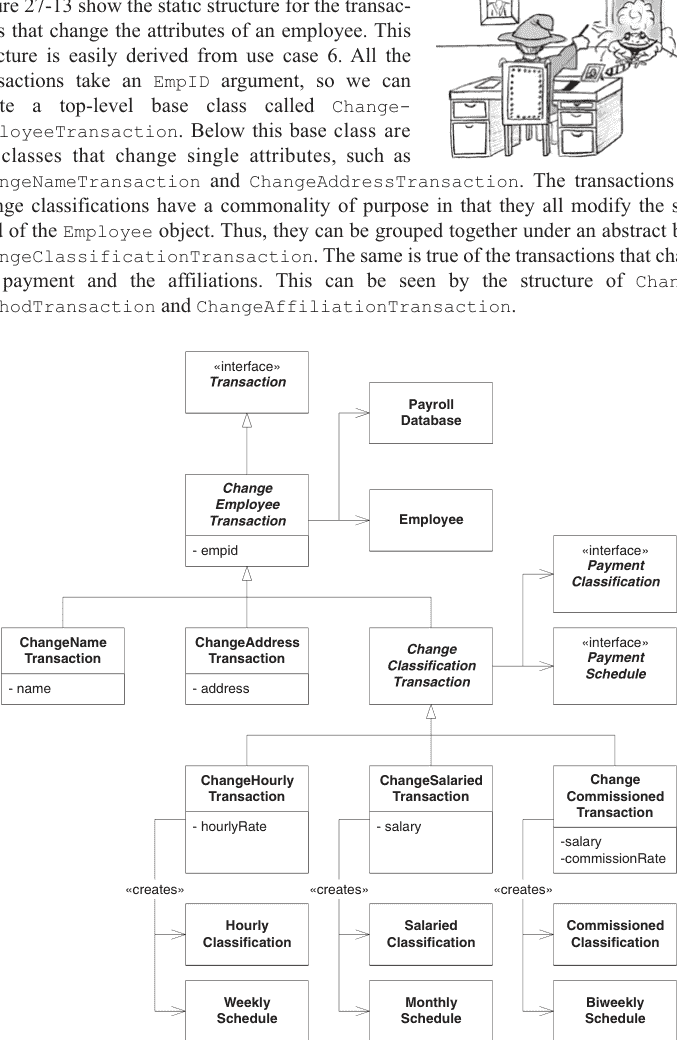 ure 27-13 show the static structure for the transac-
s that change the attributes of an employee. This
cture is easily derived from use case 6. All the
sactions take an EmpID argument, so we can
te a top-level base class called Change-
loyeeTransaction. Below this base class are
classes that change single attributes, such as
ngeNameTransaction and ChangeAddressTransaction. The transactions
nge classifications have a commonality of purpose in that they all modify the s
d of the Employee object. Thus, they can be grouped together under an abstract b
ngeClassificationTransaction. The same is true of the transactions that cha
payment and the affiliations. This can be seen by the structure of Chan
hodTransaction and ChangeAffiliationTransaction.
«interface»
Transaction
Payroll
Database
Change
Employee
Transaction
- empid
Employee
«interface»
Payment
Classification
ChangeName
Transaction
- name
ChangeAddress
Transaction
- address
Change
Classification
Transaction
«interface»
Payment
Schedule
ChangeHourly
Transaction
- hourlyRate
ChangeSalaried
Transaction
- salary
Change
Commissioned
Transaction
-salary
-commissionRate
«creates»
«creates»
«creates»
Hourly
Classification
Salaried
Classification
Commissioned
Classification
Weekly
Schedule
Monthly
Schedule
Biweekly
Schedule